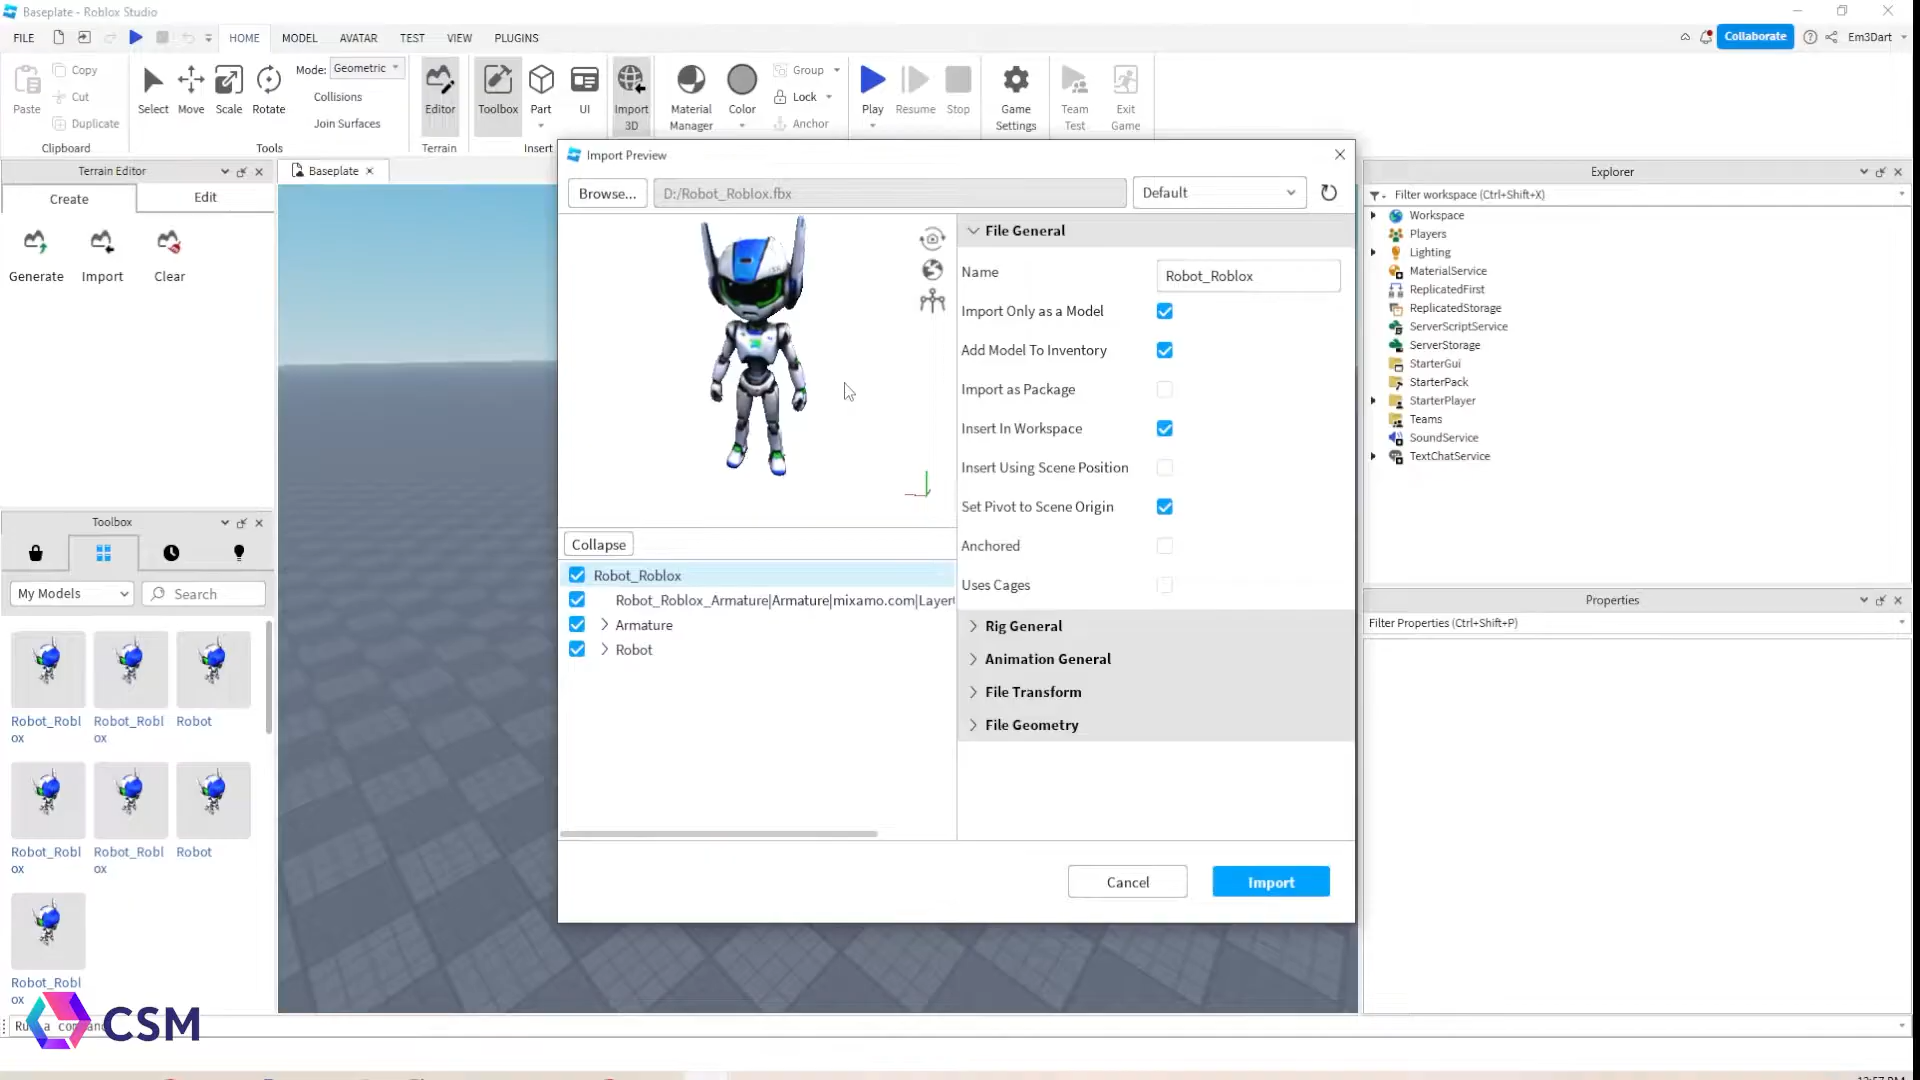 Baseplate - Roblox Studio
FILE HOME MODEL AVATAR TEST VIEW PLUGINS Collaborate Em3Dart
Paste Copy Cut Duplicate
Clipboard
Select Move Scale Rotate
Mode: Geometric
Collisions
Join Surfaces
Tools
Editor
Terrain
Toolbox Part UI Import 3D
Insert
Material Manager Color
Group
Lock
Anchor
Play Resume Stop
Game Settings
Team Test
Exit Game
Terrain Editor
Create Edit
Generate Import Clear
Baseplate
Import Preview
Browse... D:/Robot_Roblox.fbx Default
File General
Name Robot_Roblox
Import Only as a Model
Add Model To Inventory
Import as Package
Insert In Workspace
Insert Using Scene Position
Set Pivot to Scene Origin
Anchored
Uses Cages
Rig General
Animation General
File Transform
File Geometry
Collapse
Robot_Roblox
Robot_Roblox_Armature|Armature|mixamo.com|Layer
Armature
Robot
Cancel Import
Toolbox
My Models Search
Robot_Robl
ox
Robot_Robl
ox
Robot
Robot_Robl
ox
Robot_Robl
ox
Robot
Robot_Robl
ox
CSM
Explorer
Filter workspace (Ctrl+Shift+X)
Workspace
Players
Lighting
MaterialService
ReplicatedFirst
ReplicatedStorage
ServerScriptService
ServerStorage
StarterGui
StarterPack
StarterPlayer
Teams
SoundService
TextChatService
Properties
Filter Properties (Ctrl+Shift+P)